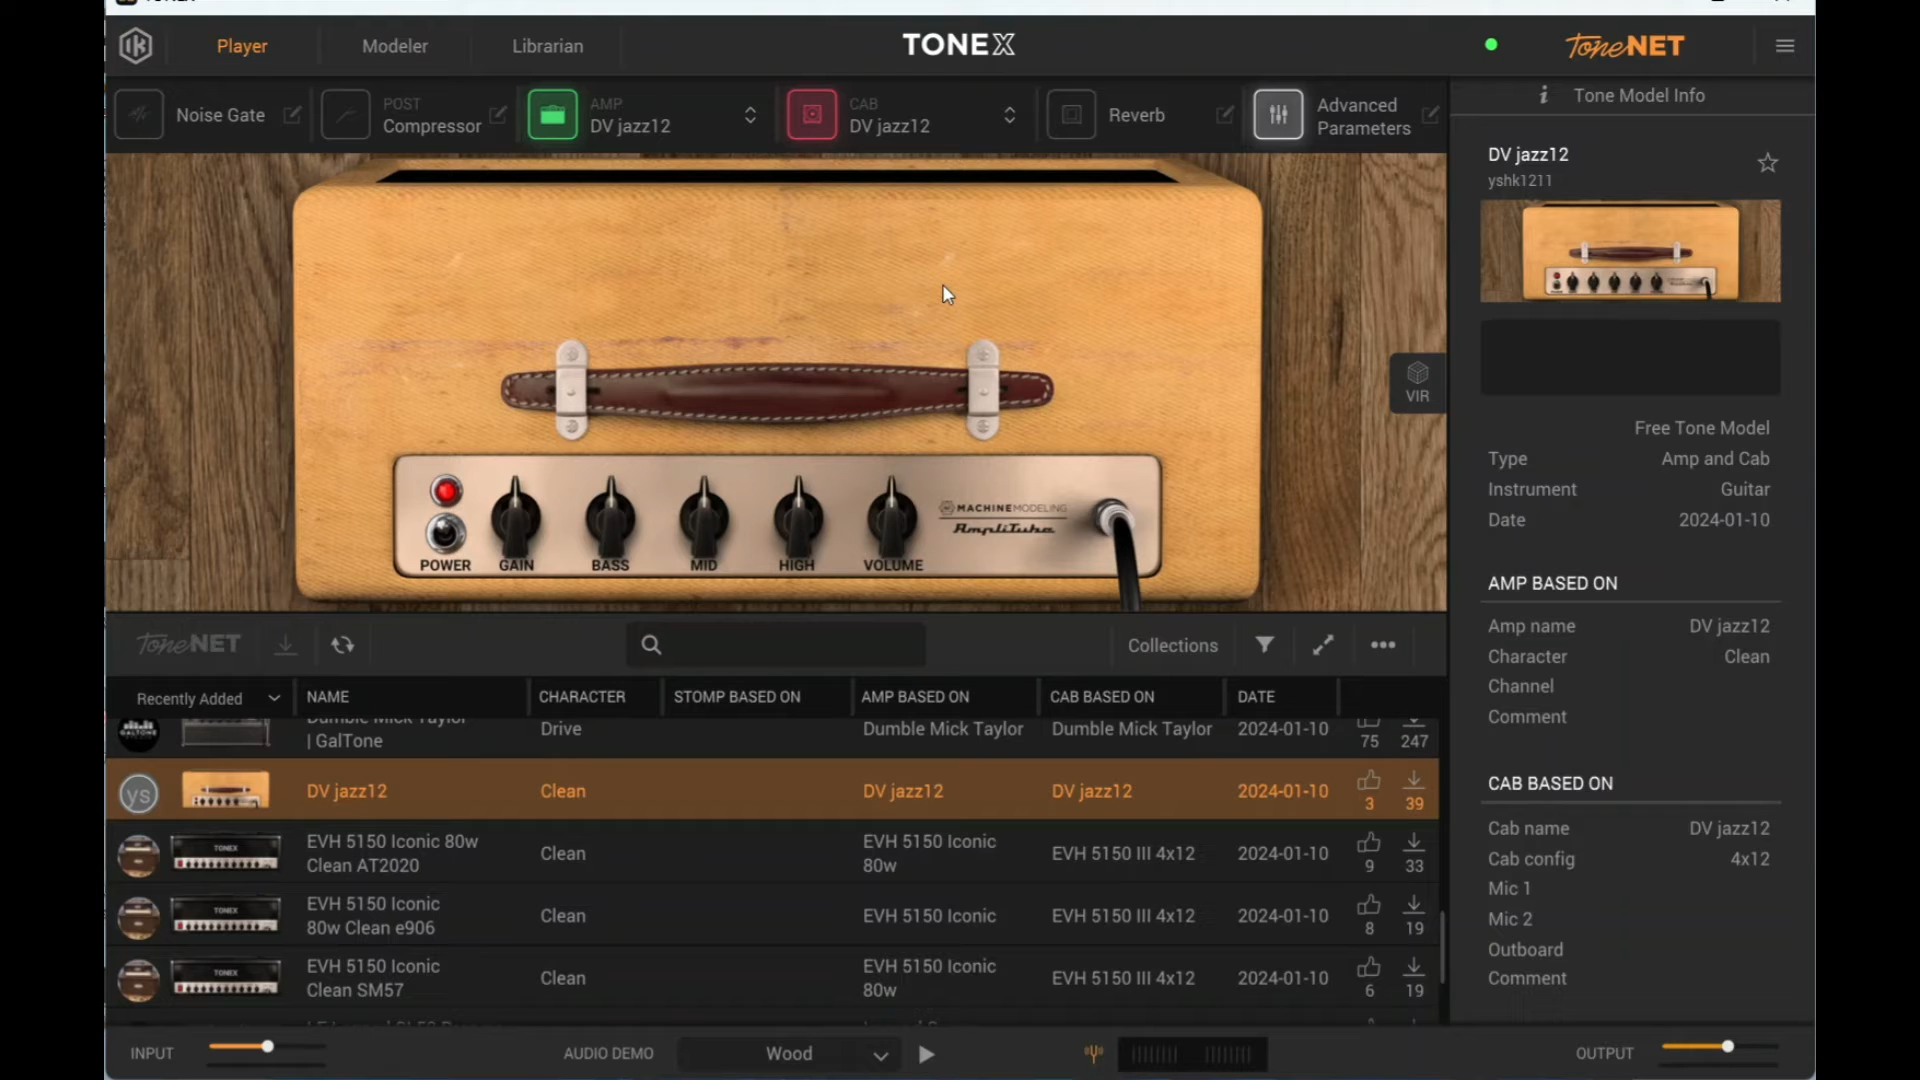 Player
Modeler
Librarian
TONEX
ToneNET
Noise Gate
POST
Compressor
AMP
DV jazz12
CAB
DV jazz12
Reverb
Advanced
Parameters
Tone Model Info
DV jazz12
yshk1211
VIR
Free Tone Model
Type Amp and Cab
Instrument Guitar
Date 2024-01-10
AMP BASED ON
Amp name DV jazz12
Character Clean
Channel
Comment
CAB BASED ON
Cab name DV jazz12
Cab config 4x12
Mic 1
Mic 2
Outboard
Comment
MACHINEMODELING
AmpliTube
POWER GAIN BASS MID HIGH VOLUME
ToneNET
Collections
Recently Added NAME CHARACTER STOMP BASED ON AMP BASED ON CAB BASED ON DATE
Dumble Mick Taylor
| GalTone Drive Dumble Mick Taylor Dumble Mick Taylor 2024-01-10 75 247
GALTONE
ys DV jazz12 Clean DV jazz12 DV jazz12 2024-01-10 3 39
EVH 5150 Iconic 80w
Clean AT2020 Clean EVH 5150 Iconic
80w EVH 5150 III 4x12 2024-01-10 9 33
TONEX
EVH 5150 Iconic
80w Clean e906 Clean EVH 5150 Iconic EVH 5150 III 4x12 2024-01-10 8 19
TONEX
EVH 5150 Iconic
Clean SM57 Clean EVH 5150 Iconic
80w EVH 5150 III 4x12 2024-01-10 6 19
TONEX
INPUT
AUDIO DEMO
Wood
OUTPUT